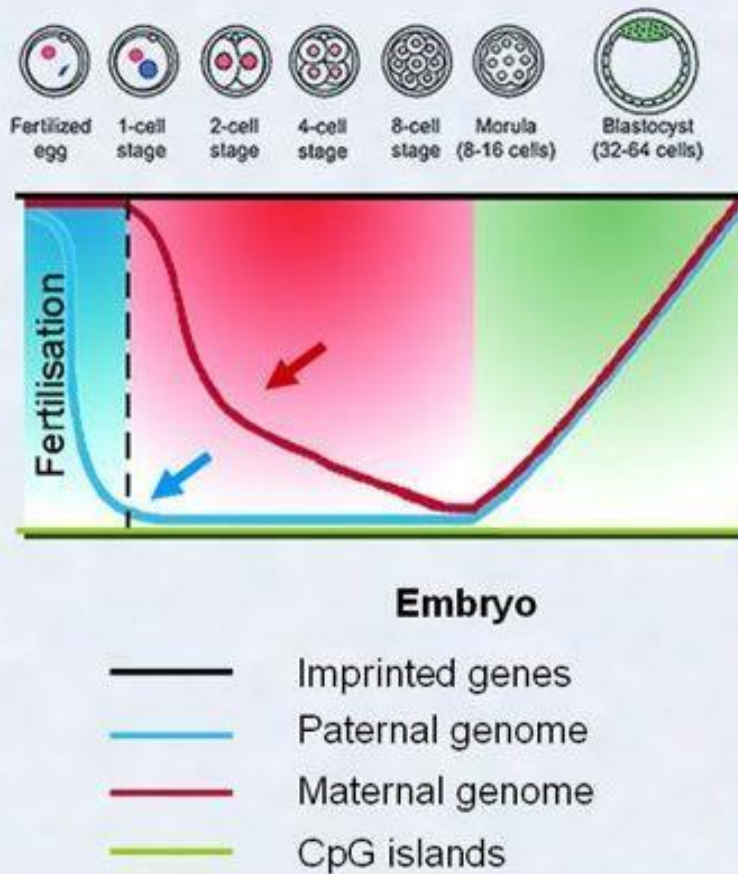 Fertilized egg
1-cell stage
2-cell stage
4-cell stage
8-cell stage
Morula (8-16 cells)
Blastocyst (32-64 cells)
Fertilisation
Embryo
Imprinted genes
Paternal genome
Maternal genome
CpG islands